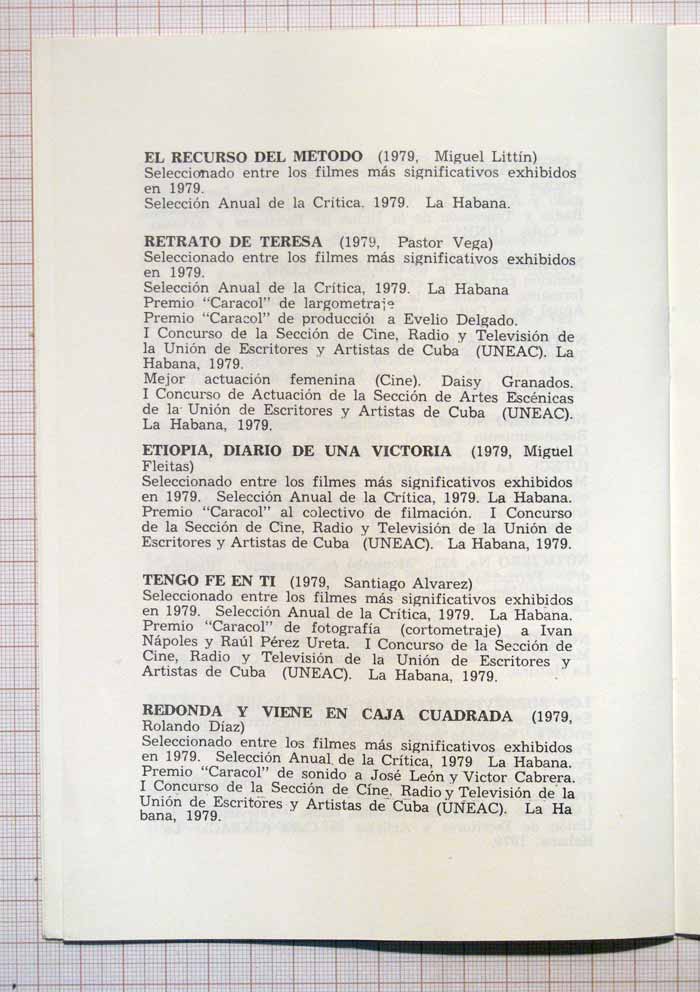 EL RECURSO DEL METODO (1979, Miguel Littín)
Seleccionado entre los filmes más significativos exhibidos
en 1979.
Selección Anual de la Crítica. 1979. La Habana.
RETRATO DE TERESA (1979, Pastor Vega)
Seleccionado entre los filmes más significativos exhibidos
en 1979.
Selección Anual de la Crítica, 1979. La Habana
Premio “Caracol” de largometraje
Premio “Caracol” de producción a Evelio Delgado.
I Concurso de la Sección de Cine, Radio y Televisión de
la Unión de Escritores y Artistas de Cuba (UNEAC). La
Habana, 1979.
Mejor actuación femenina (Cine). Daisy Granados.
I Concurso de Actuación de la Sección de Artes Escénicas
de la Unión de Escritores y Artistas de Cuba (UNEAC).
La Habana, 1979.
ETIOPIA, DIARIO DE UNA VICTORIA (1979, Miguel
Fleitas)
Seleccionado entre los filmes más significativos exhibidos
en 1979. Selección Anual de la Crítica, 1979. La Habana.
Premio “Caracol” al colectivo de filmación. I Concurso
de la Sección de Cine, Radio y Televisión de la Unión de
Escritores y Artistas de Cuba (UNEAC). La Habana, 1979.
TENGO FE EN TI (1979, Santiago Alvarez)
Seleccionado entre los filmes más significativos exhibidos
en 1979. Selección Anual de la Crítica, 1979. La Habana.
Premio “Caracol” de fotografía (cortometraje) a Ivan
Nápoles y Raúl Pérez Ureta. I Concurso de la Sección de
Cine, Radio y Televisión de la Unión de Escritores y
Artistas de Cuba (UNEAC). La Habana, 1979.
REDONDA Y VIENE EN CAJA CUADRADA (1979,
Rolando Díaz)
Seleccionado entre los filmes más significativos exhibidos
en 1979. Selección Anual de la Crítica, 1979 La Habana.
Premio “Caracol” de sonido a José León y Victor Cabrera.
I Concurso de la Sección de Cine, Radio y Televisión de la
Unión de Escritores y Artistas de Cuba (UNEAC). La Ha
bana, 1979.